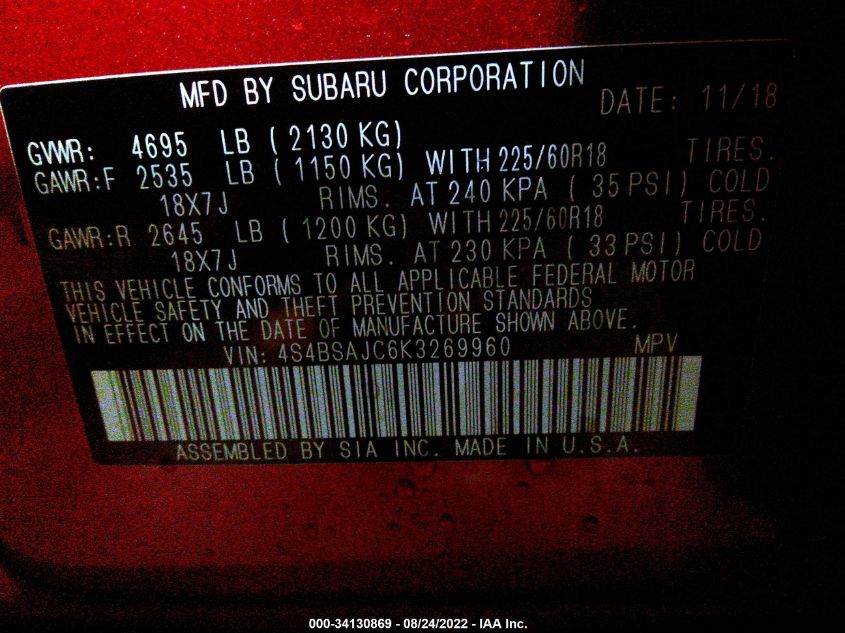 MFD BY SUBARU CORPORATION
DATE: 11/18
GVWR: 4695 LB ( 2130 KG)
GAWR:F 2535 LB ( 1150 KG) WITH 225/60R18 TIRES.
18X7J RIMS. AT 240 KPA ( 35 PSI) COLD
GAWR:R 2645 LB ( 1200 KG) WITH 225/60R18 TIRES.
18X7J RIMS. AT 230 KPA ( 33 PSI) COLD
THIS VEHICLE CONFORMS TO ALL APPLICABLE FEDERAL MOTOR
VEHICLE SAFETY AND THEFT PREVENTION STANDARDS
IN EFFECT ON THE DATE OF MANUFACTURE SHOWN ABOVE.
VIN: 4S4BSAJC6K3269960 MPV
ASSEMBLED BY SIA INC. MADE IN U.S.A.
000-34130869 - 08/24/2022 - IAA Inc.